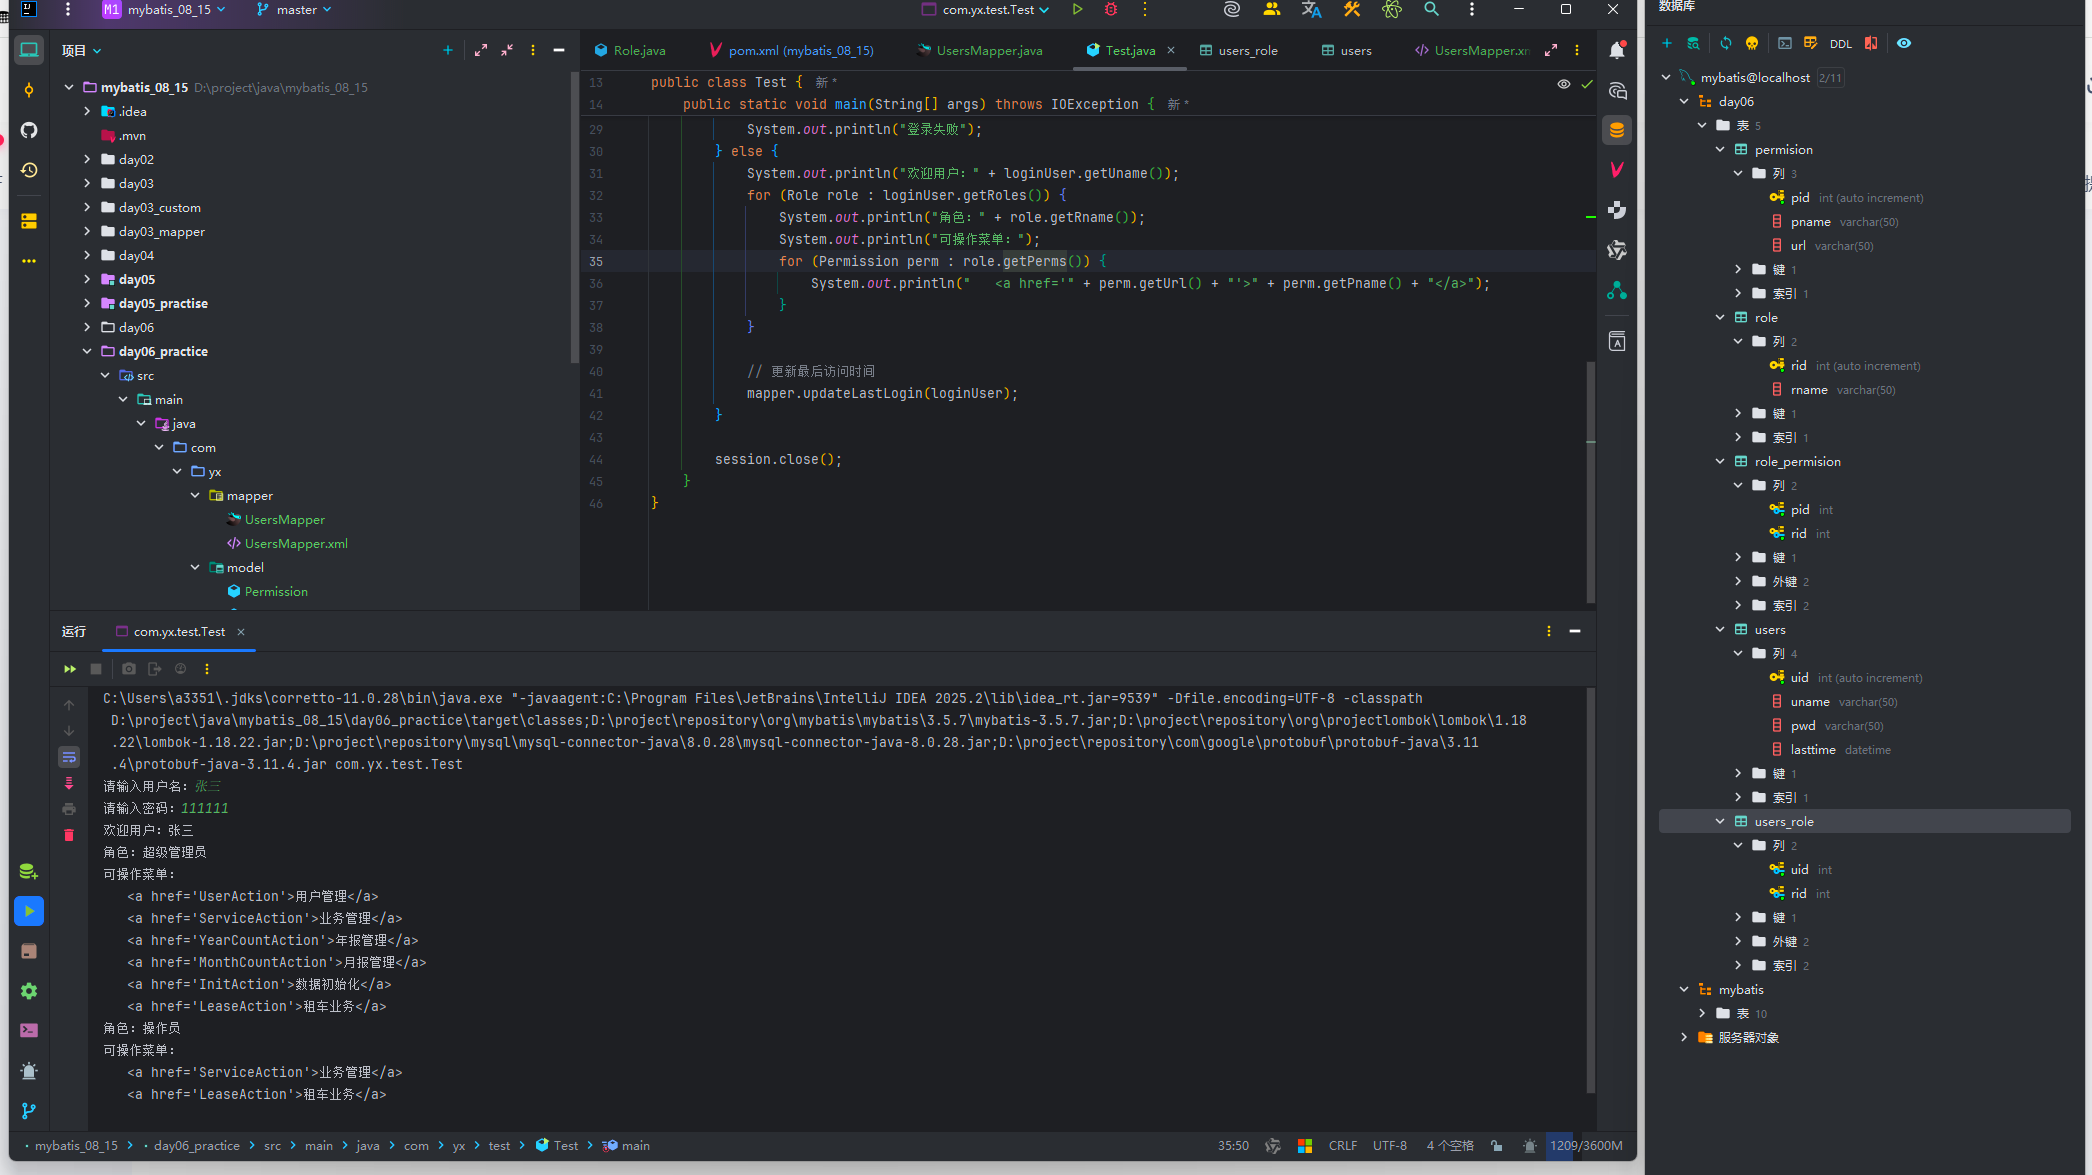 M1 mybatis_08_15 master com.yx.test.Test
项目
Role.java pom.xml (mybatis_08_15) UsersMapper.java Test.java users_role users UsersMapper.xn
mybatis_08_15 D:\project\java\mybatis_08_15
.idea
.mvn
day02
day03
day03_custom
day03_mapper
day04
day05
day05_practise
day06
day06_practice
src
main
java
com
yx
mapper
UsersMapper
UsersMapper.xml
model
Permission
13 public class Test { 新 *
14 public static void main(String[] args) throws IOException { 新 *
29 System.out.println("登录失败");
30 } else {
31 System.out.println("欢迎用户: " + loginUser.getUname());
32 for (Role role : loginUser.getRoles()) {
33 System.out.println("角色: " + role.getRname());
34 System.out.println("可操作菜单: ");
35 for (Permission perm : role.getPerms()) {
36 System.out.println("   <a href='" + perm.getUrl() + "'>" + perm.getPname() + "</a>");
37 }
38 }
39
40 // 更新最后访问时间
41 mapper.updateLastLogin(loginUser);
42 }
43
44 session.close();
45 }
46 }
运行 com.yx.test.Test
C:\Users\a3351\.jdks\corretto-11.0.28\bin\java.exe "-javaagent:C:\Program Files\JetBrains\IntelliJ IDEA 2025.2\lib\idea_rt.jar=9539" -Dfile.encoding=UTF-8 -classpath
D:\project\java\mybatis_08_15\day06_practice\target\classes;D:\project\repository\org\mybatis\mybatis\3.5.7\mybatis-3.5.7.jar;D:\project\repository\org\projectlombok\lombok\1.18
.22\lombok-1.18.22.jar;D:\project\repository\mysql\mysql-connector-java\8.0.28\mysql-connector-java-8.0.28.jar;D:\project\repository\com\google\protobuf\protobuf-java\3.11
.4\protobuf-java-3.11.4.jar com.yx.test.Test
请输入用户名: 张三
请输入密码: 111111
欢迎用户: 张三
角色: 超级管理员
可操作菜单:
<a href='UserAction'>用户管理</a>
<a href='ServiceAction'>业务管理</a>
<a href='YearCountAction'>年报管理</a>
<a href='MonthCountAction'>月报管理</a>
<a href='InitAction'>数据初始化</a>
<a href='LeaseAction'>租车业务</a>
角色: 操作员
可操作菜单:
<a href='ServiceAction'>业务管理</a>
<a href='LeaseAction'>租车业务</a>
mybatis_08_15 day06_practice src main java com yx test Test main
35:50 CRLF UTF-8 4 个空格 1209/3600M
数据库
DDL
mybatis@localhost 2/11
day06
表 5
permision
列 3
pid int (auto increment)
pname varchar(50)
url varchar(50)
键 1
索引 1
role
列 2
rid int (auto increment)
rname varchar(50)
键 1
索引 1
role_permision
列 2
pid int
rid int
键 1
外键 2
索引 2
users
列 4
uid int (auto increment)
uname varchar(50)
pwd varchar(50)
lasttime datetime
键 1
索引 1
users_role
列 2
uid int
rid int
键 1
外键 2
索引 2
mybatis
表 10
服务器对象